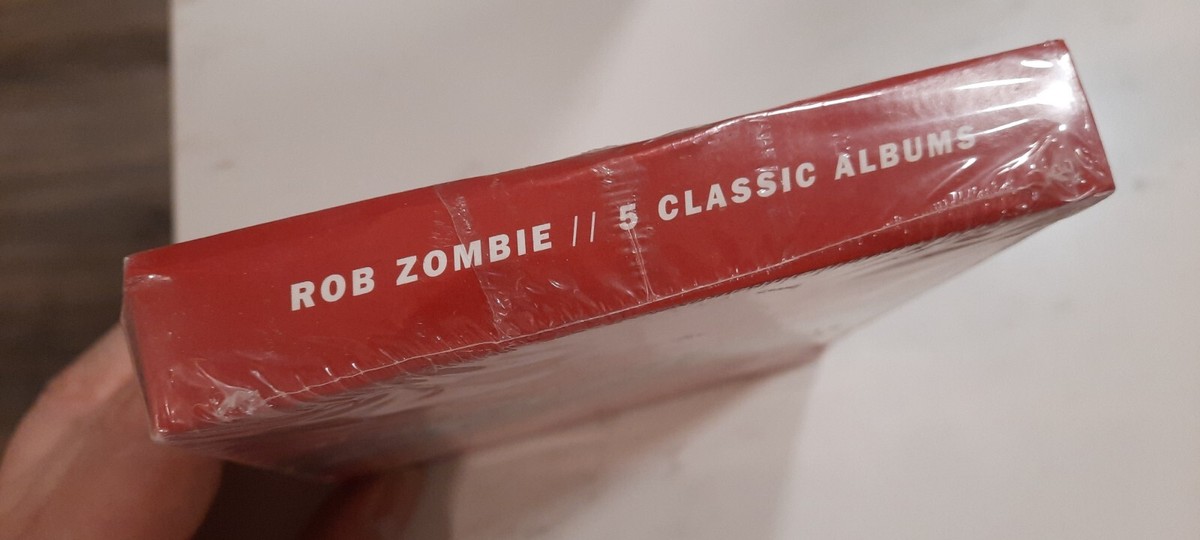 ROB ZOMBIE // 5 CLASSIC ALBUMS